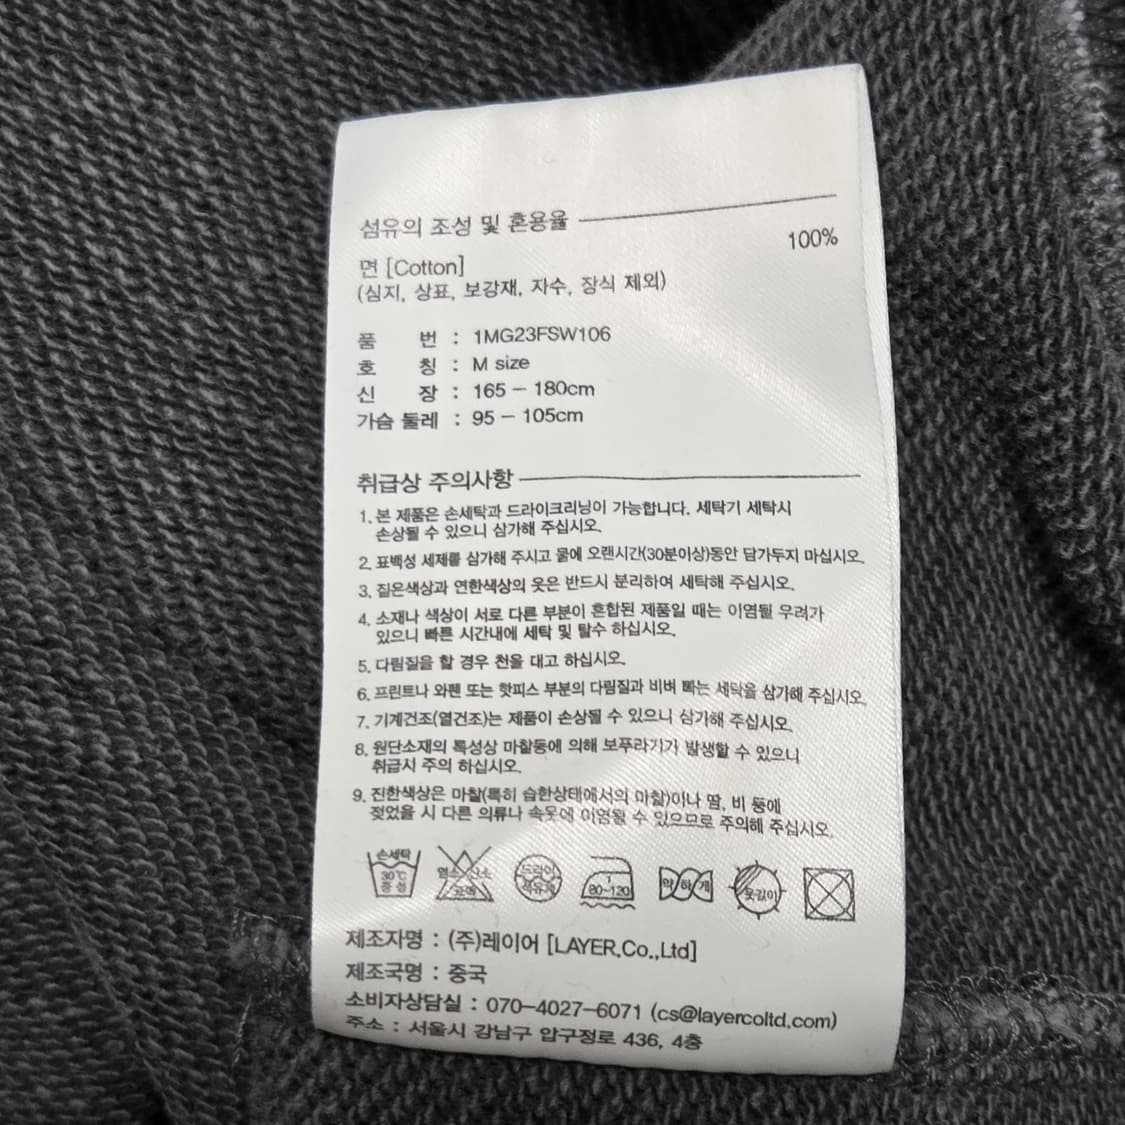 섬유의 조성 및 혼용율
100%
면 [Cotton]
(심지, 상표, 보강재, 자수, 장식 제외)
품 번 : 1MG23FSW106
호 칭 : M size
신 장 : 165 - 180cm
가슴 둘레 : 95 - 105cm
취급상 주의사항
1. 본 제품은 손세탁과 드라이크리닝이 가능합니다. 세탁기 세탁시
손상될 수 있으니 삼가해 주십시오.
2. 표백성 세제를 삼가해 주시고 물에 오랜시간(30분이상)동안 담가두지 마십시오.
3. 짙은색상과 연한색상의 옷은 반드시 분리하여 세탁해 주십시오.
4. 소재나 색상이 서로 다른 부분이 혼합된 제품일 때는 이염될 우려가
있으니 빠른 시간내에 세탁 및 탈수 하십시오.
5. 다림질을 할 경우 천을 대고 하십시오.
6. 프린트나 와펜 또는 핫피스 부분의 다림질과 비벼 빠는 세탁을 삼가해 주십시오.
7. 기계건조(열건조)는 제품이 손상될 수 있으니 삼가해 주십시오.
8. 원단소재의 특성상 마찰등에 의해 보푸라기가 발생할 수 있으니
취급시 주의 하십시오.
9. 진한색상은 마찰(특히 습한상태에서의 마찰)이나 땀, 비 등에
젖었을 시 다른 의류나 속옷에 이염될 수 있으므로 주의해 주십시오.
손세탁 30℃ 중성
염소 산소 표백
드라이 석유계
1 80~120
약하게
옷걸이
제조자명 : (주)레이어 [LAYER.Co.,Ltd]
제조국명 : 중국
소비자상담실 : 070-4027-6071 (cs@layercoltd.com)
주소 : 서울시 강남구 압구정로 436, 4층